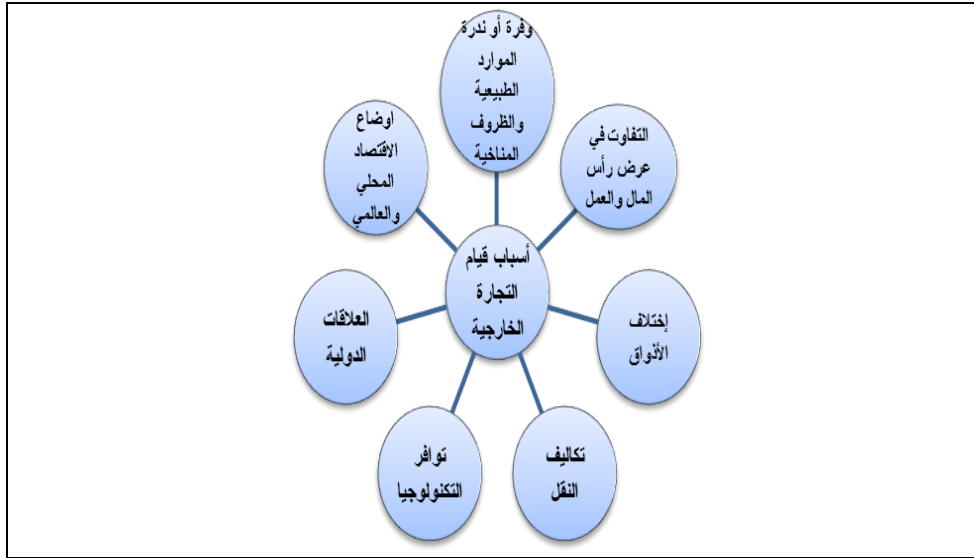 وفرة أو ندرة
الموارد
الطبيعية
والظروف
المناخية
التفاوت في
عرض رأس
المال والعمل
إختلاف
الأذواق
تكاليف
النقل
توافر
التكنولوجيا
العلاقات
الدولية
اوضاع
الاقتصاد
المحلي
والعالمي
أسباب قيام
التجارة
الخارجية